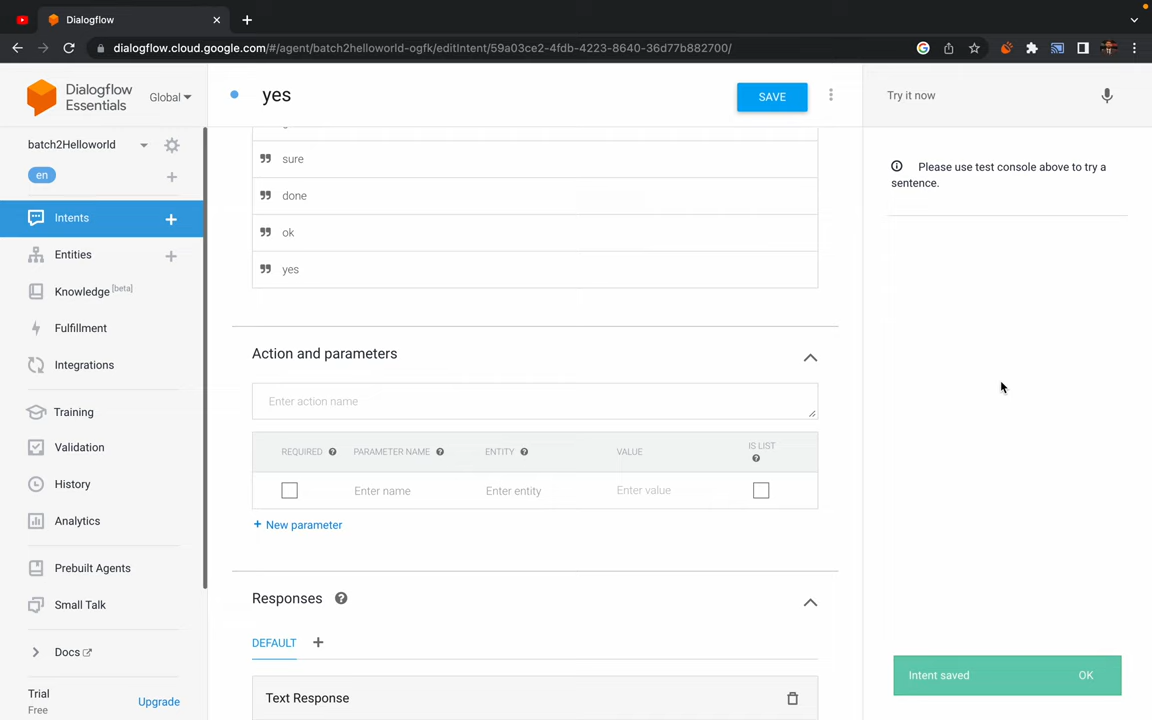 Dialogflow
dialogflow.cloud.google.com/#/agent/batch2helloworld-ogfk/editIntent/59a03ce2-4fdb-4223-8640-36d77b882700/
Dialogflow
Essentials
Global
batch2Helloworld
en
Intents
Entities
Knowledge [beta]
Fulfillment
Integrations
Training
Validation
History
Analytics
Prebuilt Agents
Small Talk
Docs
Trial
Free
Upgrade
yes
SAVE
sure
done
ok
yes
Action and parameters
Enter action name
REQUIRED
PARAMETER NAME
ENTITY
VALUE
IS LIST
Enter name
Enter entity
Enter value
+ New parameter
Responses
DEFAULT
Text Response
Try it now
Please use test console above to try a
sentence.
Intent saved
OK